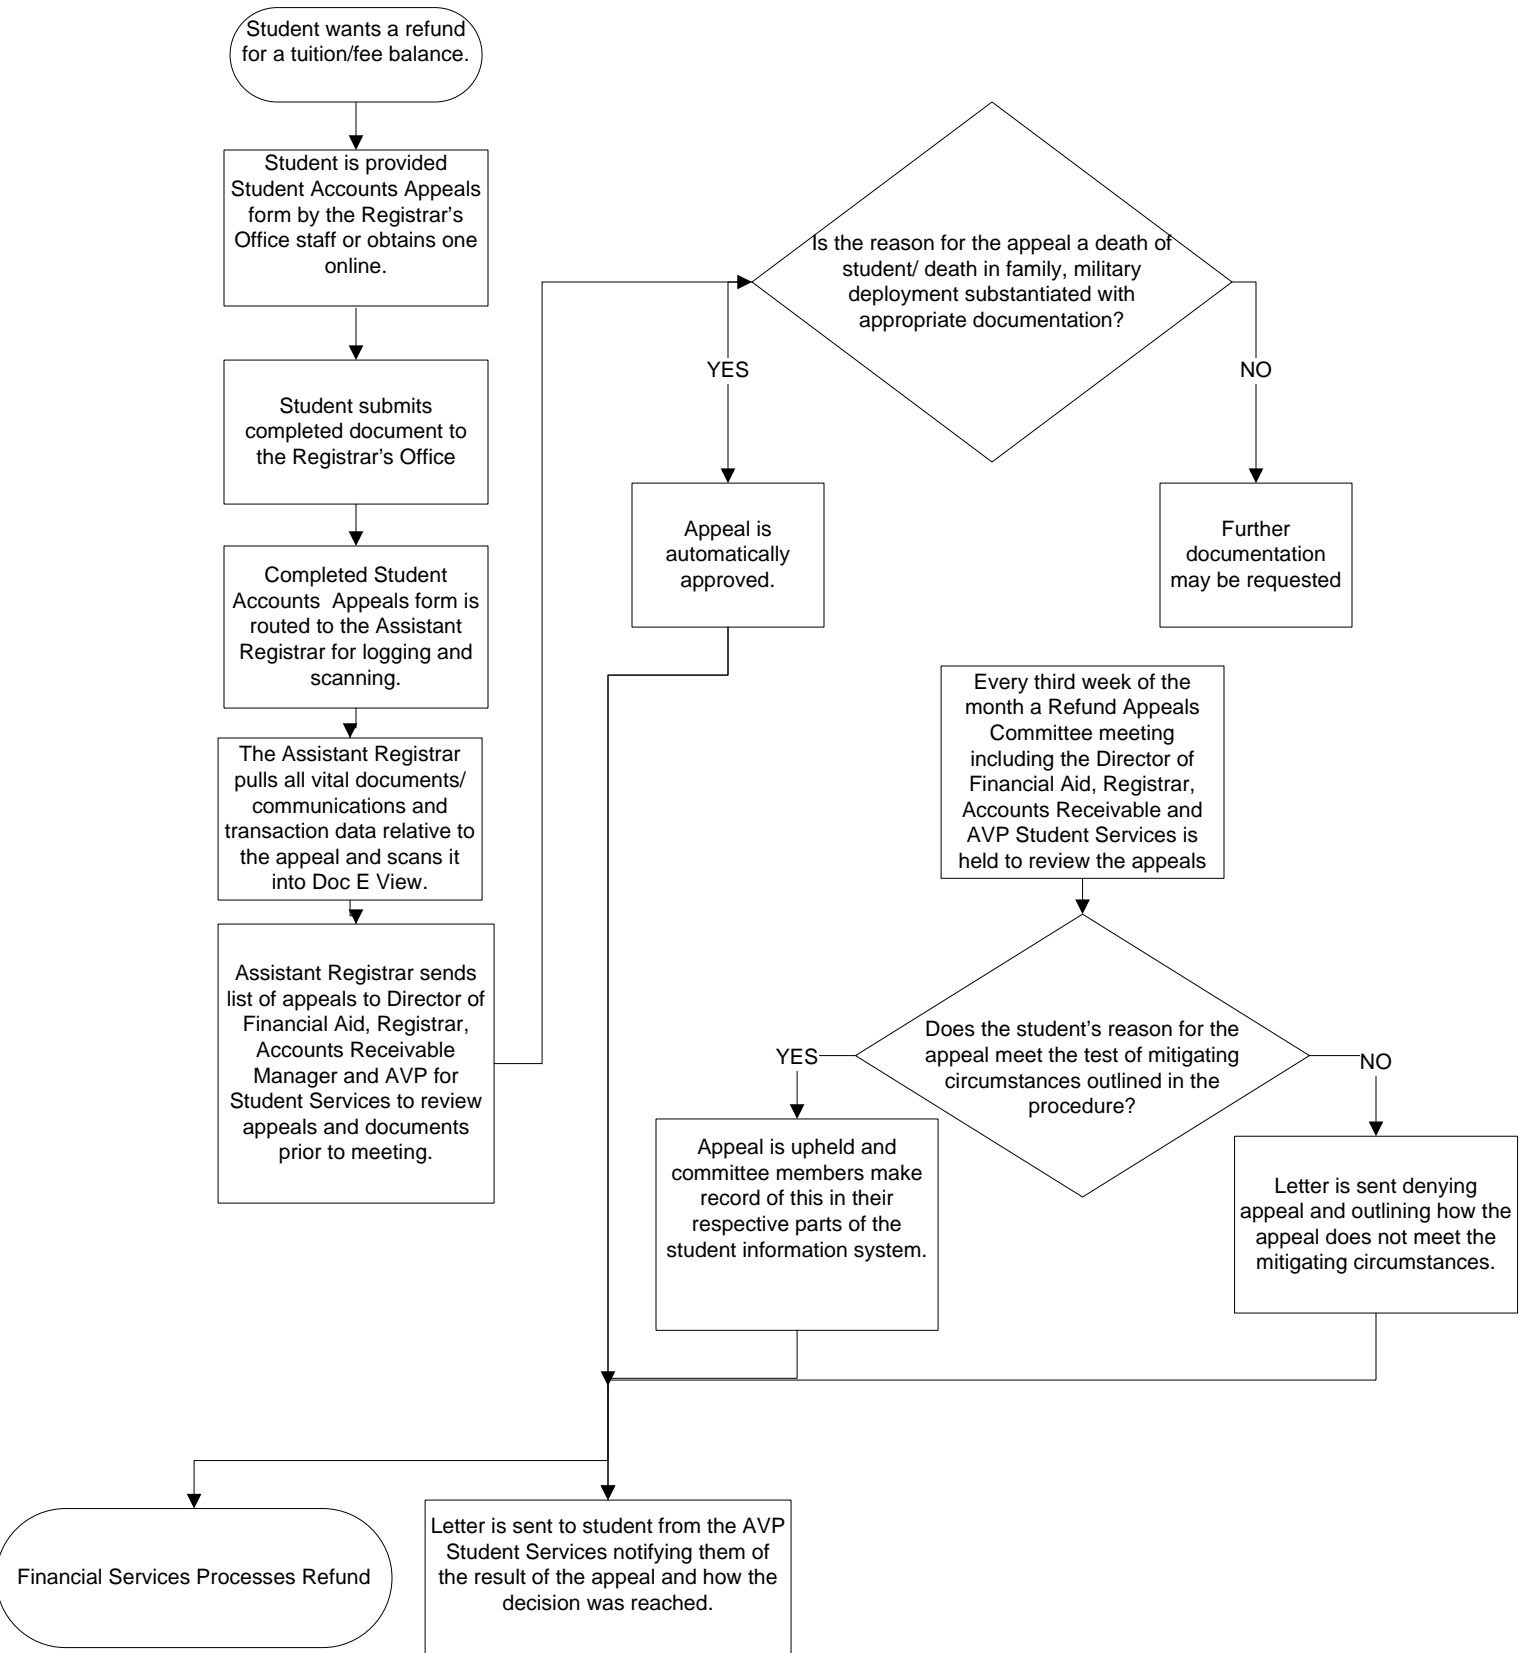 Student wants a refund
for a tuition/fee balance.
Student is provided
Student Accounts Appeals
form by the Registrar’s
Office staff or obtains one
online.
Student submits
completed document to
the Registrar’s Office
Completed Student
Accounts  Appeals form is
routed to the Assistant
Registrar for logging and
scanning.
The Assistant Registrar
pulls all vital documents/
communications and
transaction data relative to
the appeal and scans it
into Doc E View.
Assistant Registrar sends
list of appeals to Director of
Financial Aid, Registrar,
Accounts Receivable
Manager and AVP for
Student Services to review
appeals and documents
prior to meeting.
Is the reason for the appeal a death of
student/ death in family, military
deployment substantiated with
appropriate documentation?
YES
NO
Appeal is
automatically
approved.
Further
documentation
may be requested
Every third week of the
month a Refund Appeals
Committee meeting
including the Director of
Financial Aid, Registrar,
Accounts Receivable and
AVP Student Services is
held to review the appeals
Does the student’s reason for the
appeal meet the test of mitigating
circumstances outlined in the
procedure?
YES
NO
Appeal is upheld and
committee members make
record of this in their
respective parts of the
student information system.
Letter is sent denying
appeal and outlining how the
appeal does not meet the
mitigating circumstances.
Financial Services Processes Refund
Letter is sent to student from the AVP
Student Services notifying them of
the result of the appeal and how the
decision was reached.